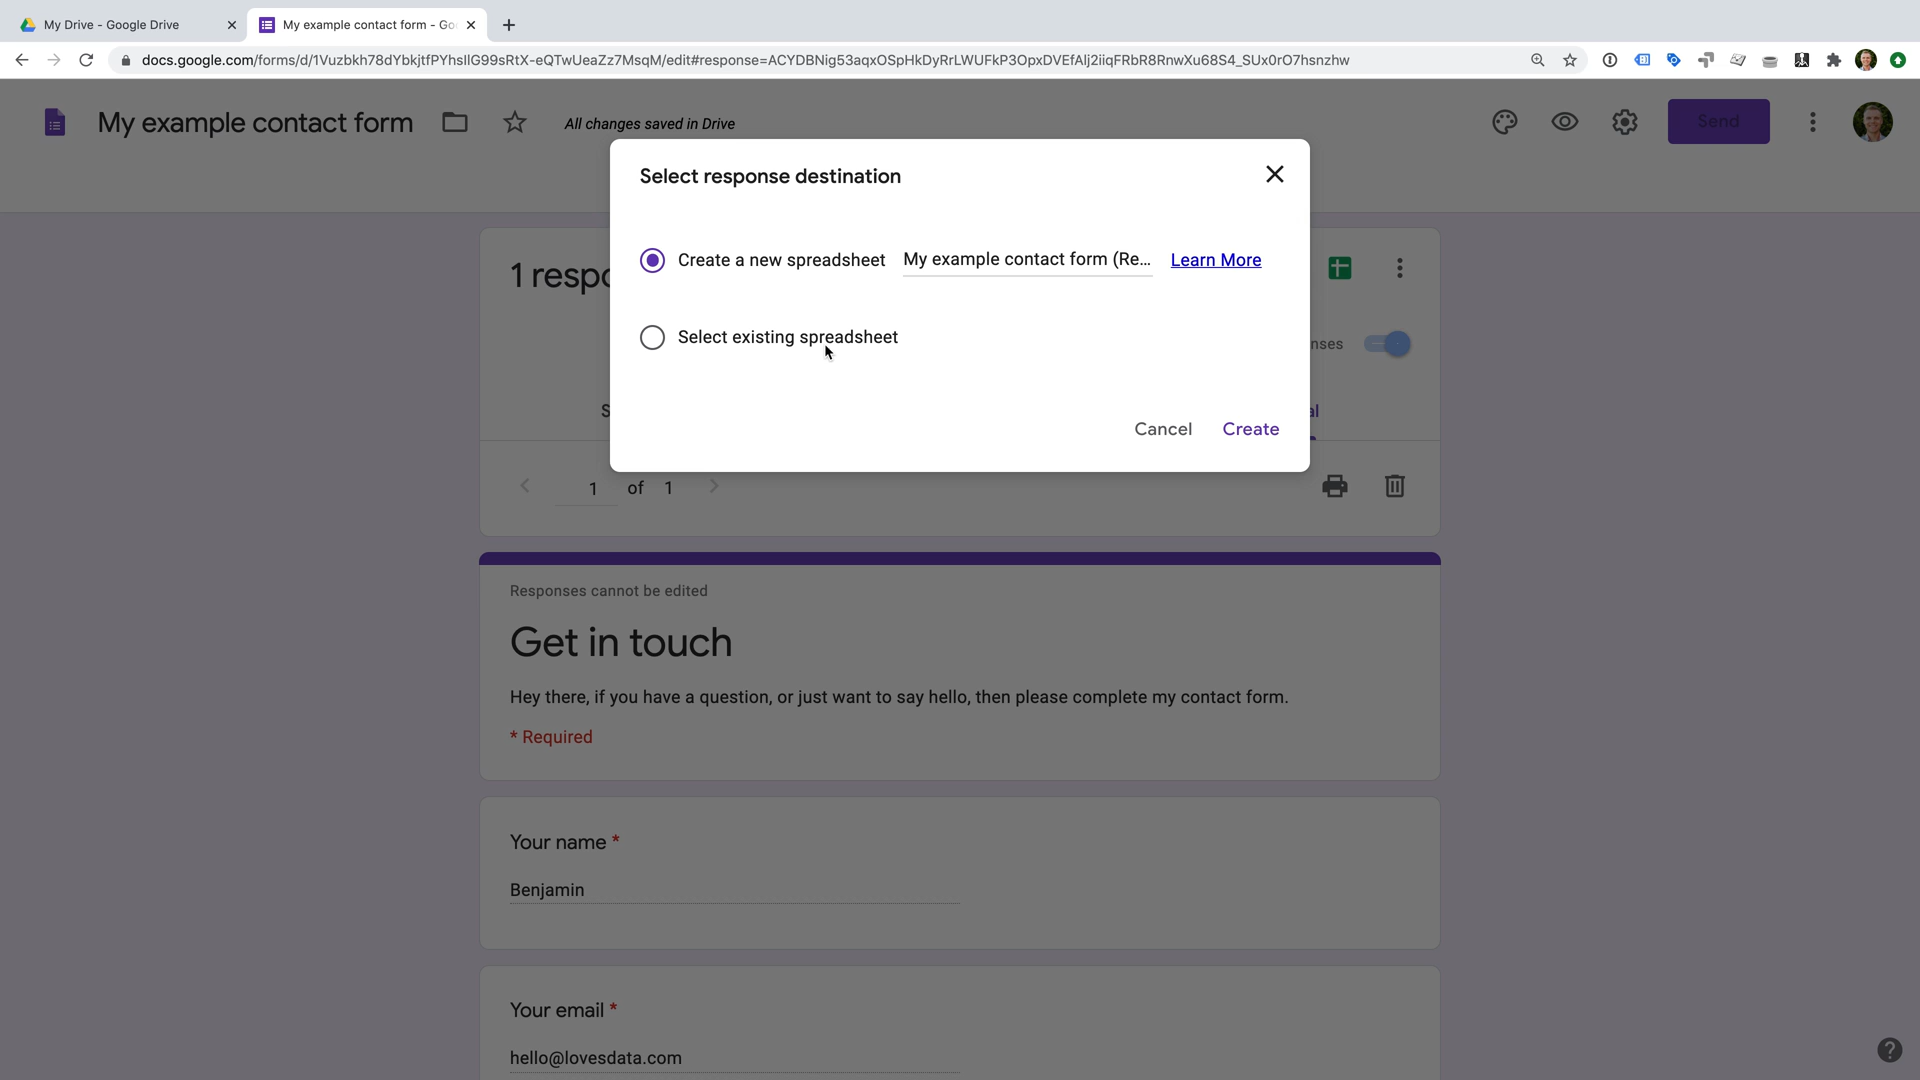 My Drive - Google Drive
My example contact form - Go
docs.google.com/forms/d/1Vuzbkh78dYbkjtfPYhsIlG99sRtX-eQTwUeaZz7MsqM/edit#response=ACYDBNig53aqxOSpHkDyRrLWUFkP3OpxDVEfAlj2iiqFRbR8RnwXu68S4_SUx0rO7hsnzhw
My example contact form
All changes saved in Drive
Send
Select response destination
Create a new spreadsheet My example contact form (Re... Learn More
1 respo
Select existing spreadsheet
nses
S
al
Cancel Create
1 of 1
Responses cannot be edited
Get in touch
Hey there, if you have a question, or just want to say hello, then please complete my contact form.
* Required
Your name *
Benjamin
Your email *
hello@lovesdata.com